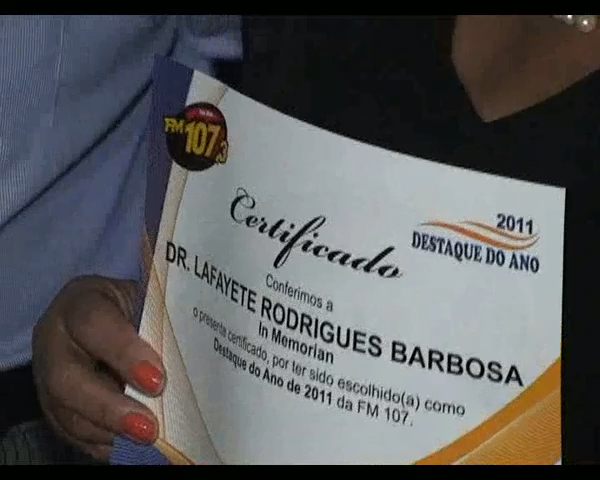 FM
107,3
Certificado
2011
DESTAQUE DO ANO
Conferimos a
DR. LAFAYETE RODRIGUES BARBOSA
In Memorian
o presente certificado, por ter sido escolhido(a) como
Destaque do Ano de 2011 da FM 107.